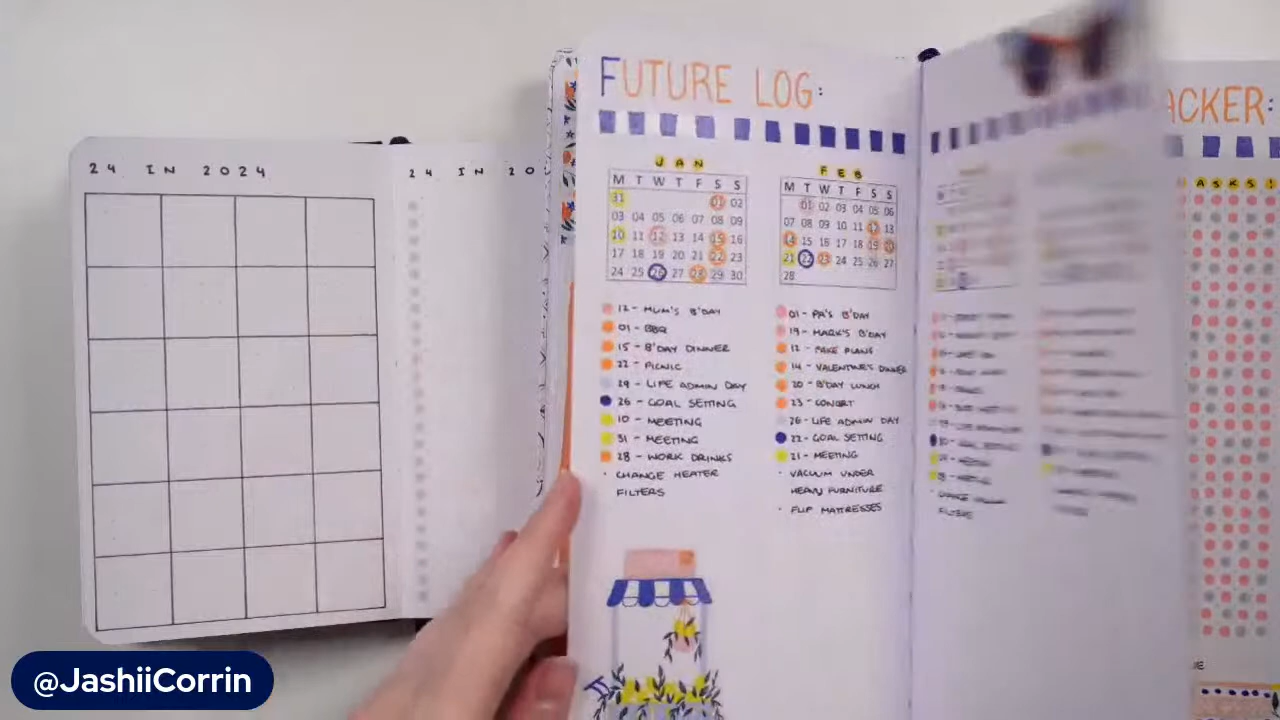 24 IN 2024
24 IN 20
FUTURE LOG:
JAN
M T W T F S S
31 01 02
03 04 05 06 07 08 09
10 11 12 13 14 15 16
17 18 19 20 21 22 23
24 25 26 27 28 29 30
12 - MUM'S B'DAY
01 - BBQ
15 - B'DAY DINNER
22 - PICNIC
29 - LIFE ADMIN DAY
26 - GOAL SETTING
10 - MEETING
31 - MEETING
28 - WORK DRINKS
· CHANGE HEATER
FILTERS
FEB
M T W T F S S
01 02 03 04 05 06
07 08 09 10 11 12 13
14 15 16 17 18 19 20
21 22 23 24 25 26 27
28
01 - PA'S B'DAY
19 - MARK'S B'DAY
12 - FAKE PLANS
14 - VALENTINE'S DINNER
20 - B'DAY LUNCH
23 - CONCRT
26 - LIFE ADMIN DAY
22 - GOAL SETTING
21 - MEETING
· VACUUM UNDER
HEAVY FURNITURE
· FLIP MATTRESSES
ACKER:
ASKS!
@JashiiCorrin